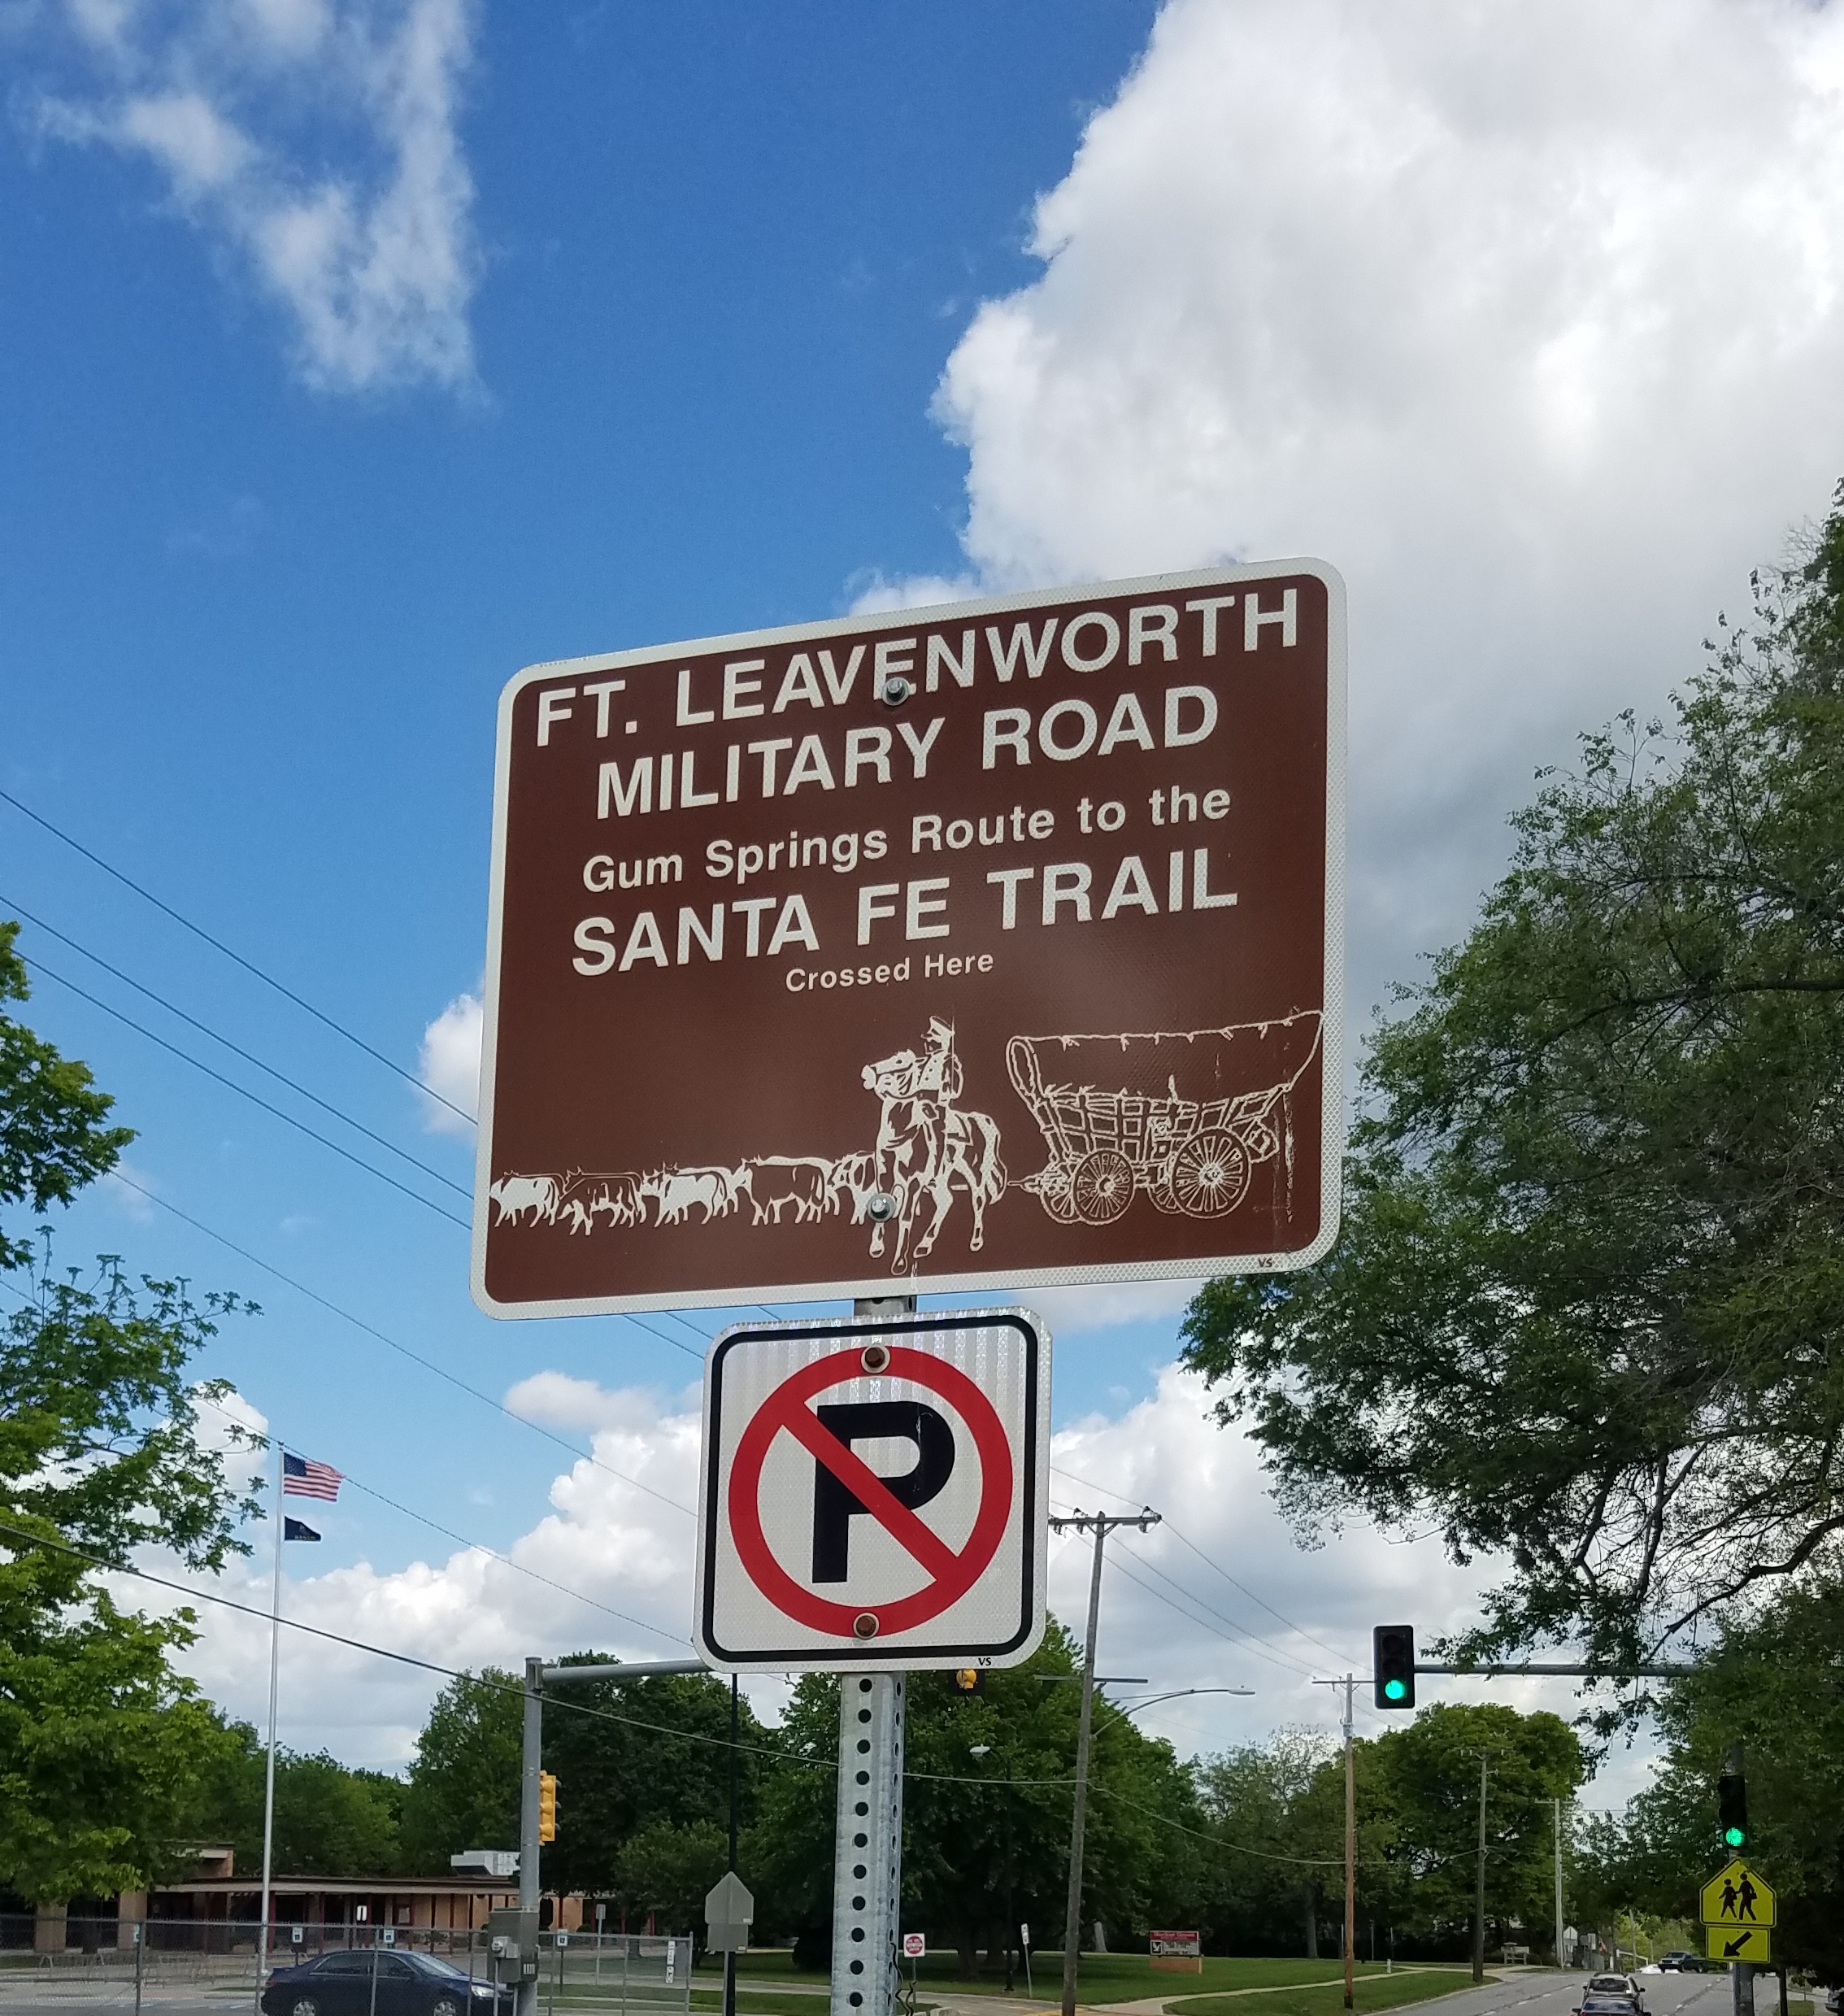 FT. LEAVENWORTH
MILITARY ROAD
Gum Springs Route to the
SANTA FE TRAIL
Crossed Here
VS
P
VS